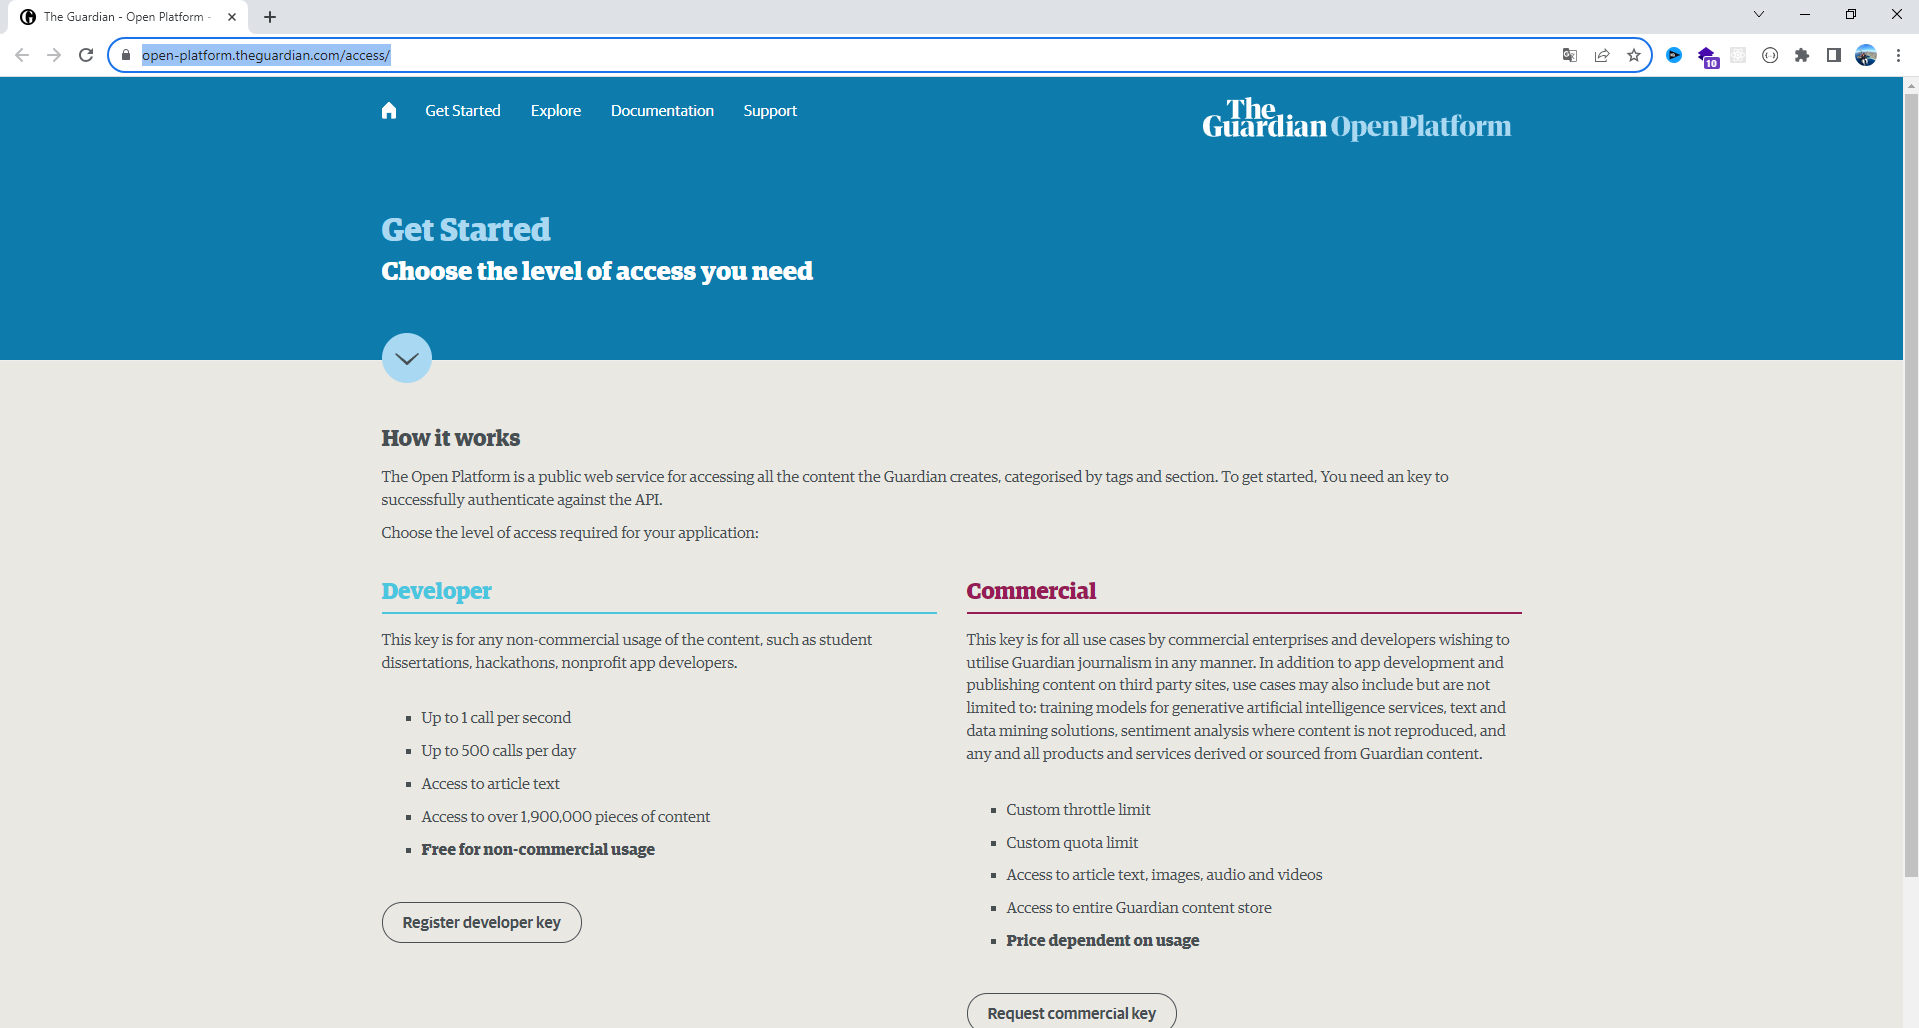 The Guardian - Open Platform -
open-platform.theguardian.com/access/
10
Get Started
Explore
Documentation
Support
The
Guardian OpenPlatform
Get Started
Choose the level of access you need
How it works
The Open Platform is a public web service for accessing all the content the Guardian creates, categorised by tags and section. To get started, You need an key to
successfully authenticate against the API.
Choose the level of access required for your application:
Developer
This key is for any non-commercial usage of the content, such as student
dissertations, hackathons, nonprofit app developers.
Up to 1 call per second
Up to 500 calls per day
Access to article text
Access to over 1,900,000 pieces of content
Free for non-commercial usage
Register developer key
Commercial
This key is for all use cases by commercial enterprises and developers wishing to
utilise Guardian journalism in any manner. In addition to app development and
publishing content on third party sites, use cases may also include but are not
limited to: training models for generative artificial intelligence services, text and
data mining solutions, sentiment analysis where content is not reproduced, and
any and all products and services derived or sourced from Guardian content.
Custom throttle limit
Custom quota limit
Access to article text, images, audio and videos
Access to entire Guardian content store
Price dependent on usage
Request commercial key